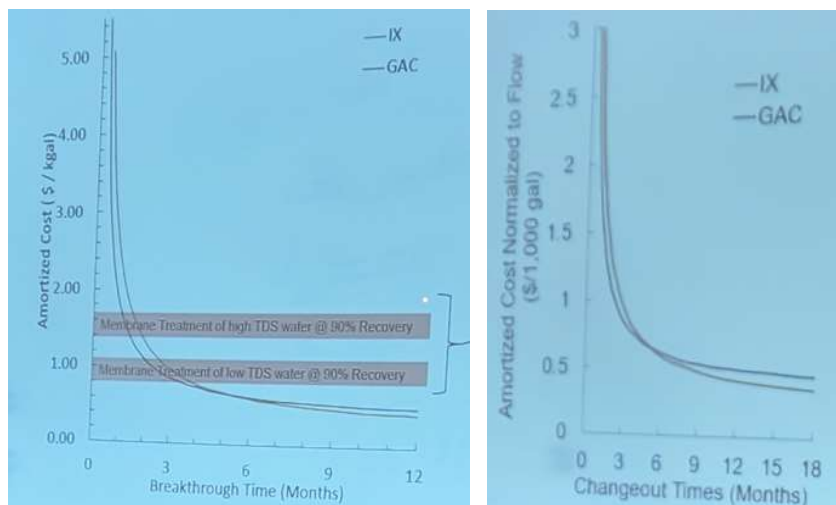 IX
GAC
5.00
4.00
3.00
2.00
1.00
0.00
Amortized Cost ( $ / kgal)
Membrane Treatment of high TDS water @ 90% Recovery
Membrane Treatment of low TDS water @ 90% Recovery
0 3 6 9 12
Breakthrough Time (Months)
IX
GAC
3
2.5
2
1.5
1
0.5
0
Amortized Cost Normalized to Flow
($/1,000 gal)
0 3 6 9 12 15 18
Changeout Times (Months)